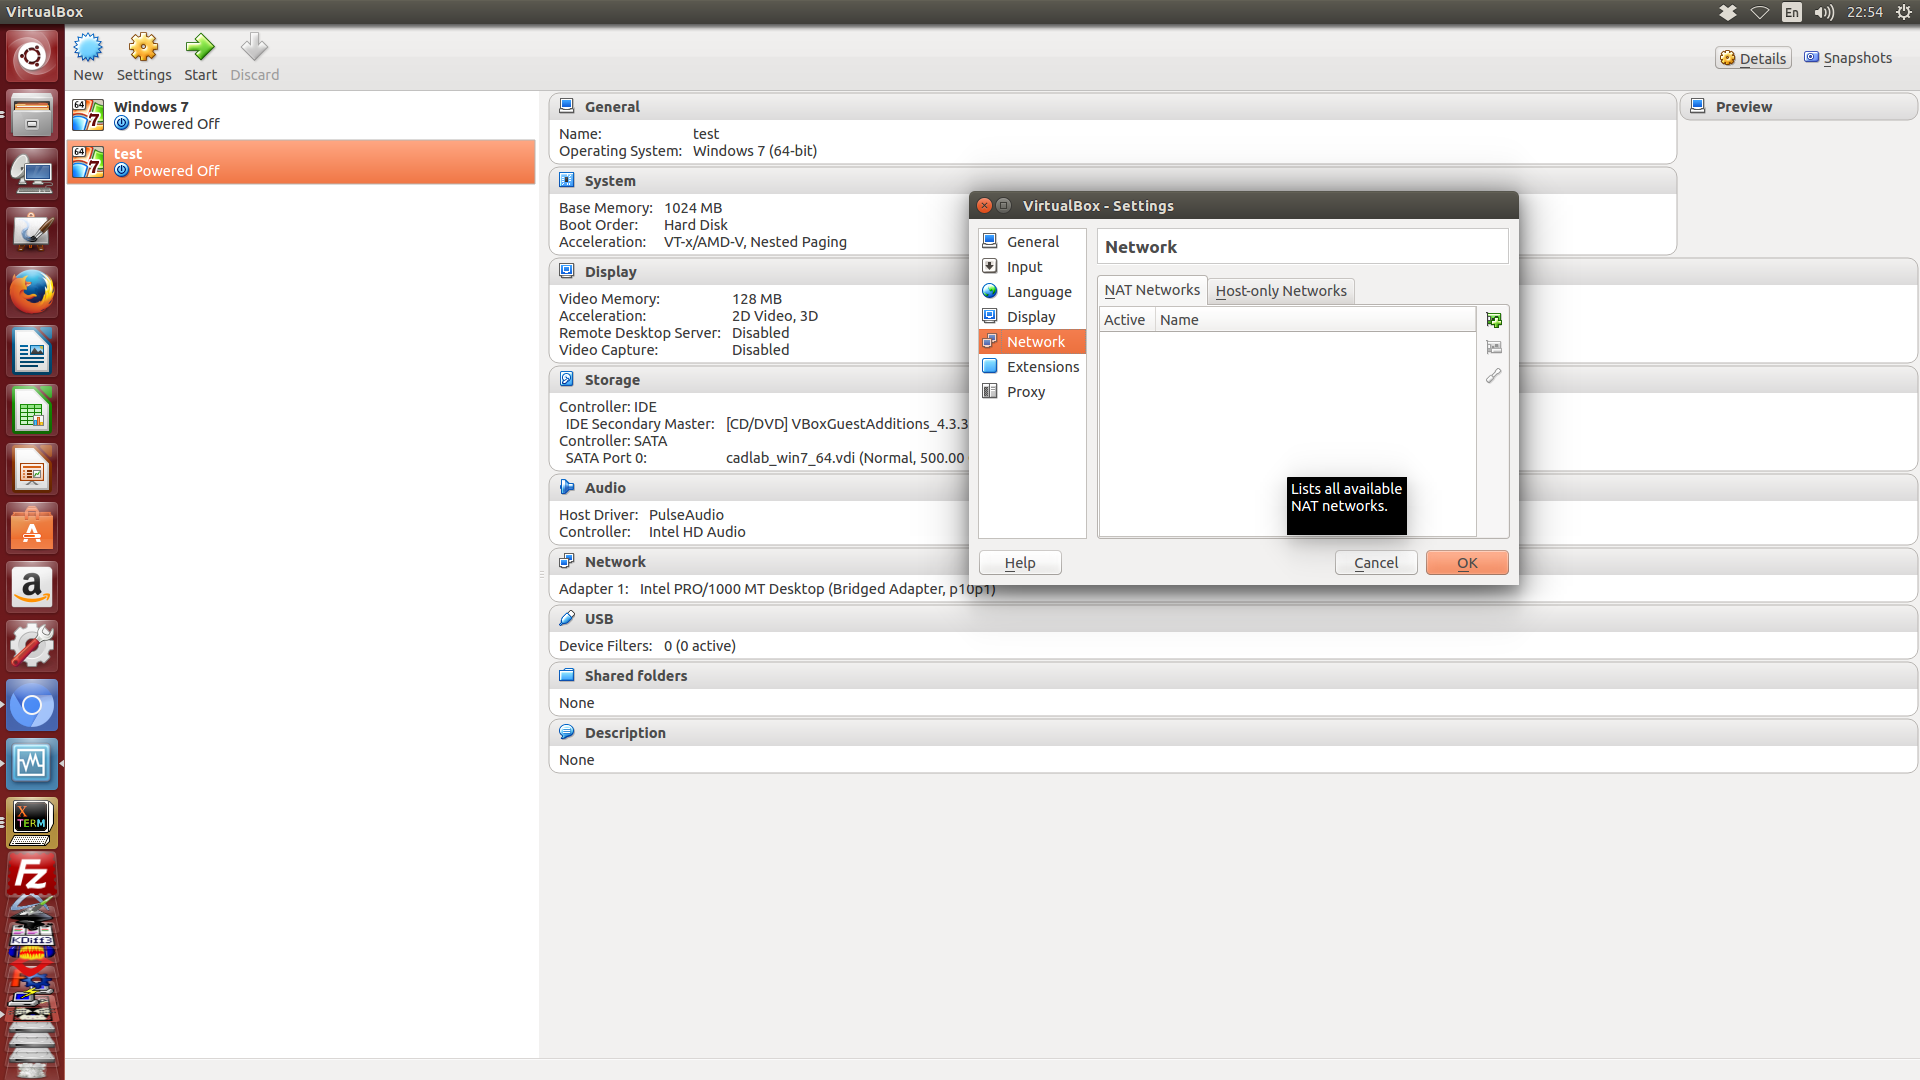 VirtualBox
En
22:54
New
Settings
Start
Discard
Details
Snapshots
64
7
Windows 7
Powered Off
64
7
test
Powered Off
General
Name: test
Operating System: Windows 7 (64-bit)
Preview
System
Base Memory: 1024 MB
Boot Order: Hard Disk
Acceleration: VT-x/AMD-V, Nested Paging
Display
Video Memory: 128 MB
Acceleration: 2D Video, 3D
Remote Desktop Server: Disabled
Video Capture: Disabled
Storage
Controller: IDE
IDE Secondary Master: [CD/DVD] VBoxGuestAdditions_4.3.3
Controller: SATA
SATA Port 0: cadlab_win7_64.vdi (Normal, 500.00
Audio
Host Driver: PulseAudio
Controller: Intel HD Audio
Network
Adapter 1: Intel PRO/1000 MT Desktop (Bridged Adapter, p10p1)
USB
Device Filters: 0 (0 active)
Shared folders
None
Description
None
VirtualBox - Settings
General
Input
Language
Display
Network
Extensions
Proxy
Network
NAT Networks
Host-only Networks
Active Name
Lists all available
NAT networks.
Help
Cancel
OK
X
TERM
Fz
KDiff3